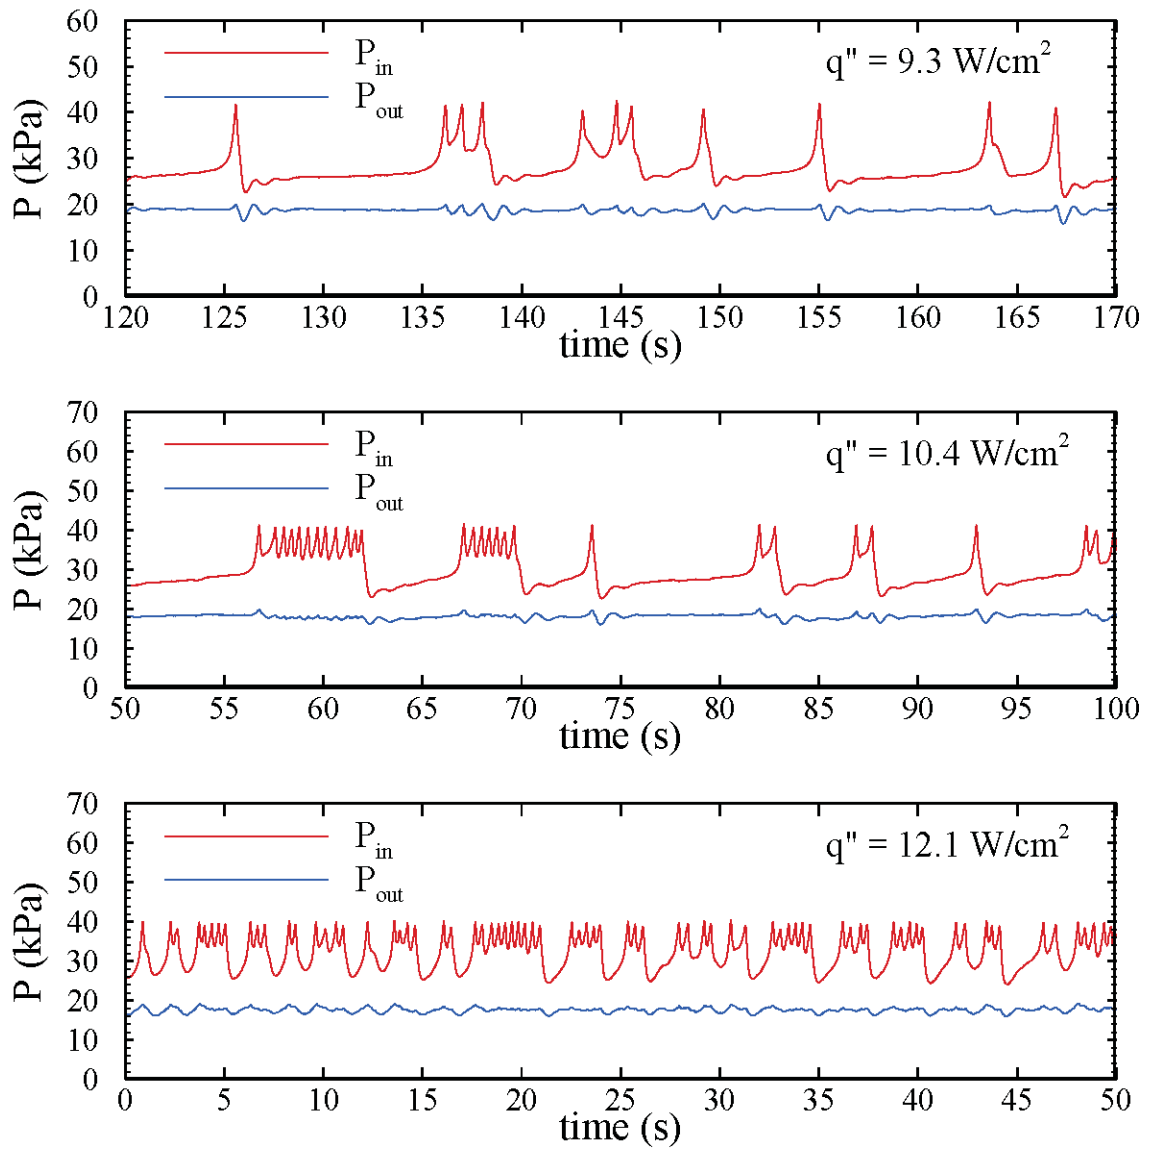 60
50
40
30
20
10
0
P (kPa)
P_in
P_out
q" = 9.3 W/cm²
120 125 130 135 140 145 150 155 160 165 170
time (s)
70
60
50
40
30
20
10
0
P (kPa)
P_in
P_out
q" = 10.4 W/cm²
50 55 60 65 70 75 80 85 90 95 100
time (s)
70
60
50
40
30
20
10
0
P (kPa)
P_in
P_out
q" = 12.1 W/cm²
0 5 10 15 20 25 30 35 40 45 50
time (s)